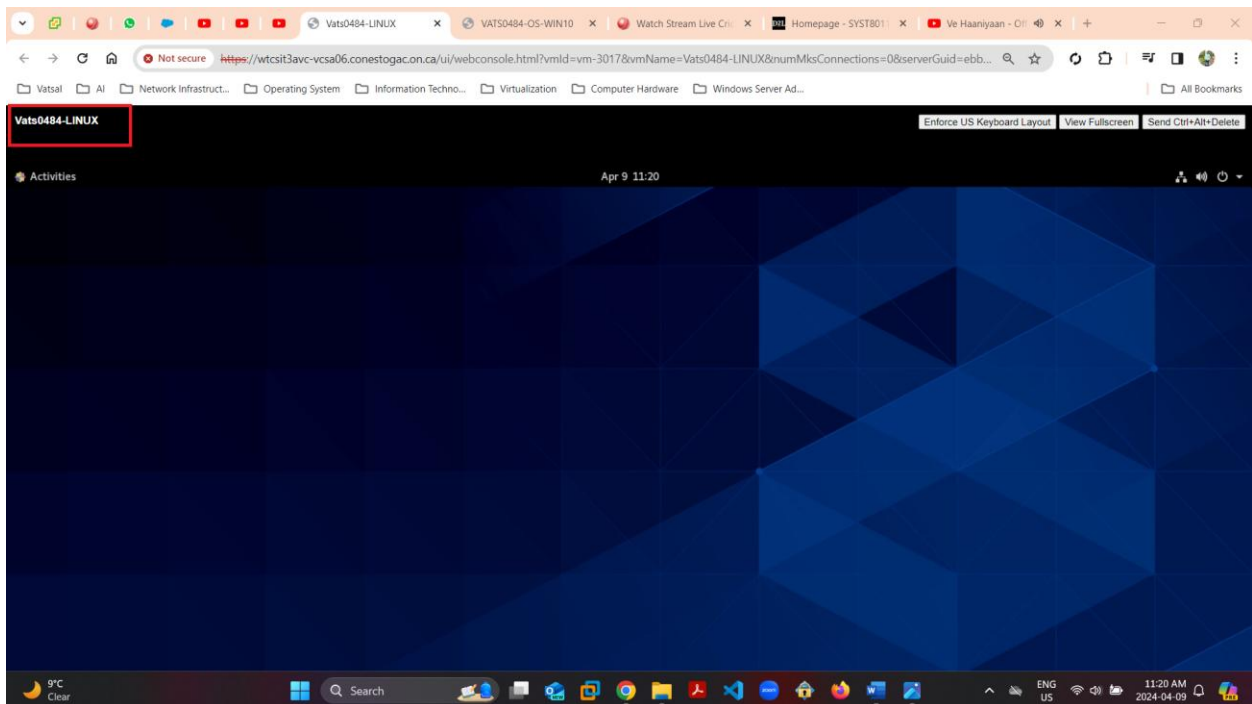 Vats0484-LINUX VATS0484-OS-WIN10 Watch Stream Live Cric D2L Homepage - SYST8011 Ve Haaniyaan - Offi
Not secure https://wtcsit3avc-vcsa06.conestogac.on.ca/ui/webconsole.html?vmId=vm-3017&vmName=Vats0484-LINUX&numMksConnections=0&serverGuid=ebb...
Vatsal AI Network Infrastruct... Operating System Information Techno... Virtualization Computer Hardware Windows Server Ad... All Bookmarks
Vats0484-LINUX Enforce US Keyboard Layout View Fullscreen Send Ctrl+Alt+Delete
Activities Apr 9 11:20
9°C
Clear
Search
ENG
US
11:20 AM
2024-04-09